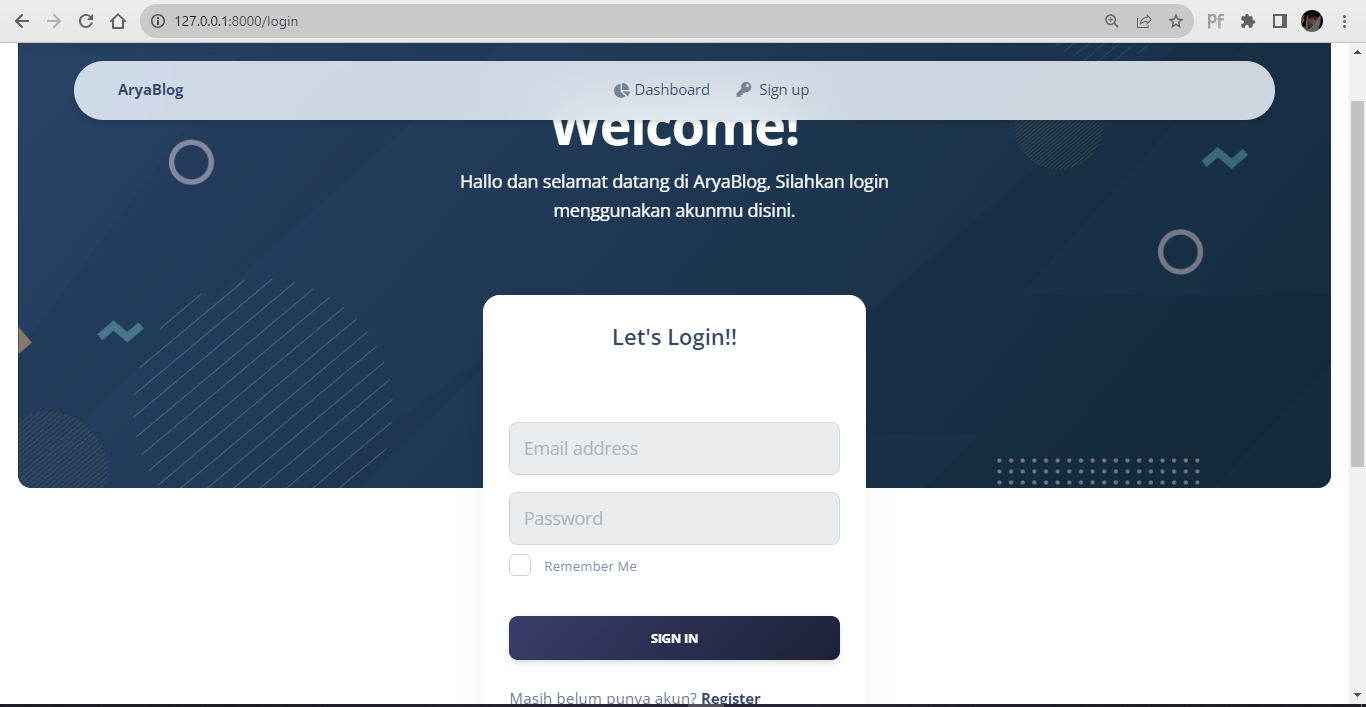 127.0.0.1:8000/login
AryaBlog
Dashboard
Sign up
Welcome!
Hallo dan selamat datang di AryaBlog, Silahkan login
menggunakan akunmu disini.
Let's Login!!
Email address
Password
Remember Me
SIGN IN
Masih belum punya akun? Register